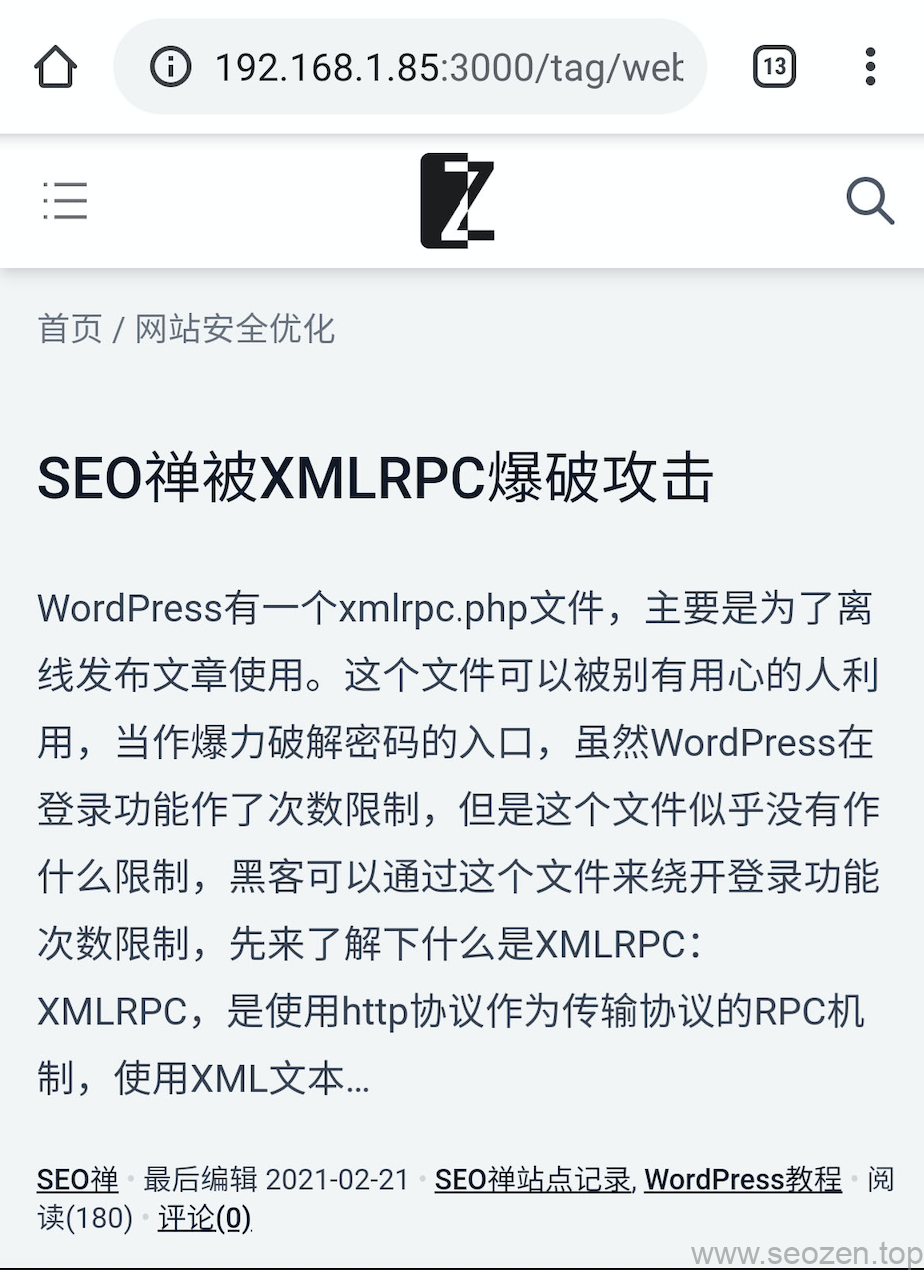 192.168.1.85:3000/tag/web
13
Z
首页 / 网站安全优化
SEO禅被XMLRPC爆破攻击
WordPress有一个xmlrpc.php文件，主要是为了离
线发布文章使用。这个文件可以被别有用心的人利
用，当作爆力破解密码的入口，虽然WordPress在
登录功能作了次数限制，但是这个文件似乎没有作
什么限制，黑客可以通过这个文件来绕开登录功能
次数限制，先来了解下什么是XMLRPC：
XMLRPC，是使用http协议作为传输协议的RPC机
制，使用XML文本...
SEO禅 • 最后编辑 2021-02-21 • SEO禅站点记录, WordPress教程 • 阅
读(180) • 评论(0)
www.seozen.top